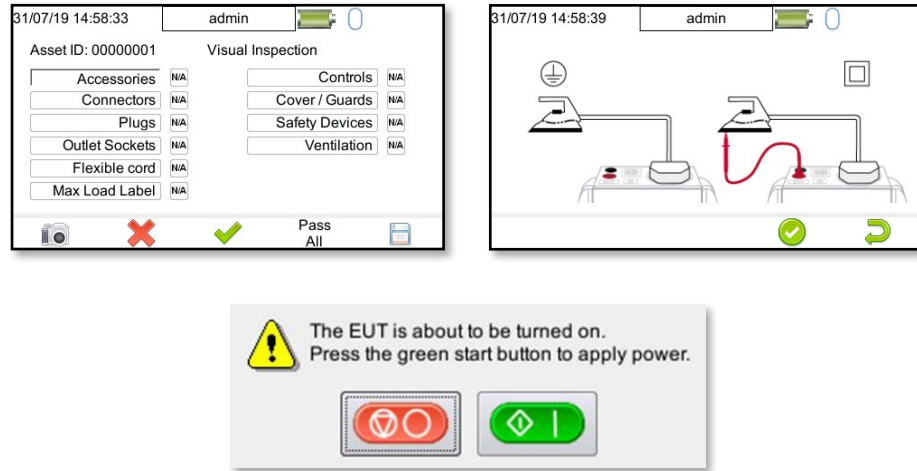 31/07/19 14:58:33 admin
Asset ID: 00000001 Visual Inspection
Accessories N/A Controls N/A
Connectors N/A Cover / Guards N/A
Plugs N/A Safety Devices N/A
Outlet Sockets N/A Ventilation N/A
Flexible cord N/A
Max Load Label N/A
Pass
All
31/07/19 14:58:39 admin
The EUT is about to be turned on.
Press the green start button to apply power.